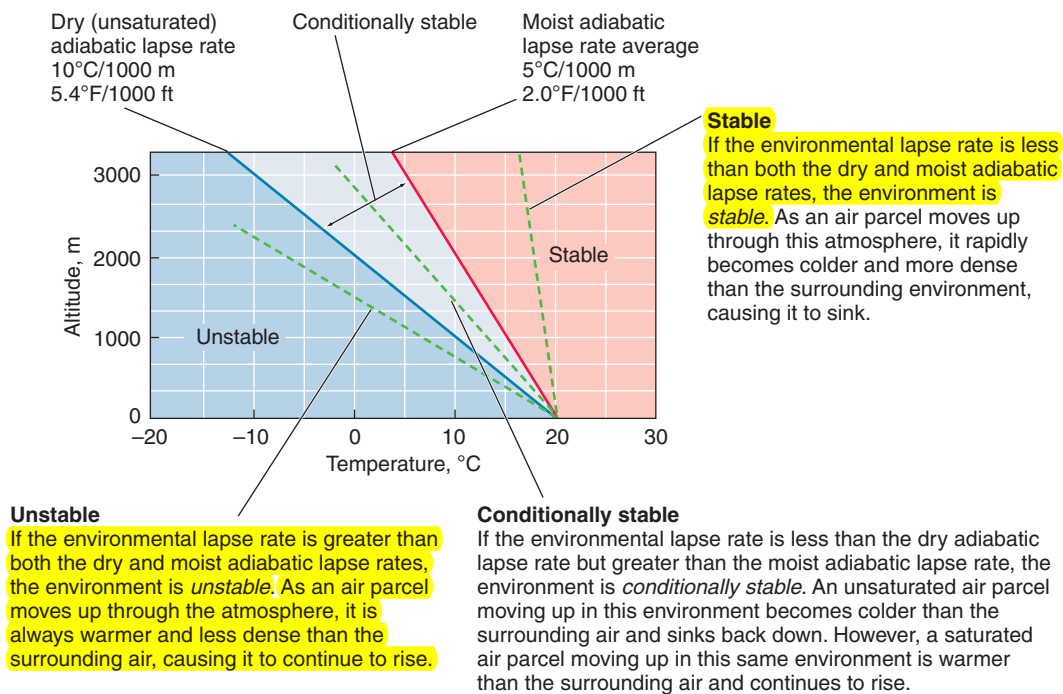 Dry (unsaturated)
adiabatic lapse rate
10°C/1000 m
5.4°F/1000 ft
Conditionally stable
Moist adiabatic
lapse rate average
5°C/1000 m
2.0°F/1000 ft
Stable
If the environmental lapse rate is less
than both the dry and moist adiabatic
lapse rates, the environment is
stable. As an air parcel moves up
through this atmosphere, it rapidly
becomes colder and more dense
than the surrounding environment,
causing it to sink.
Altitude, m
3000
2000
1000
0
Unstable
Stable
–20
–10
0
10
20
30
Temperature, °C
Unstable
If the environmental lapse rate is greater than
both the dry and moist adiabatic lapse rates,
the environment is unstable. As an air parcel
moves up through the atmosphere, it is
always warmer and less dense than the
surrounding air, causing it to continue to rise.
Conditionally stable
If the environmental lapse rate is less than the dry adiabatic
lapse rate but greater than the moist adiabatic lapse rate, the
environment is conditionally stable. An unsaturated air parcel
moving up in this environment becomes colder than the
surrounding air and sinks back down. However, a saturated
air parcel moving up in this same environment is warmer
than the surrounding air and continues to rise.